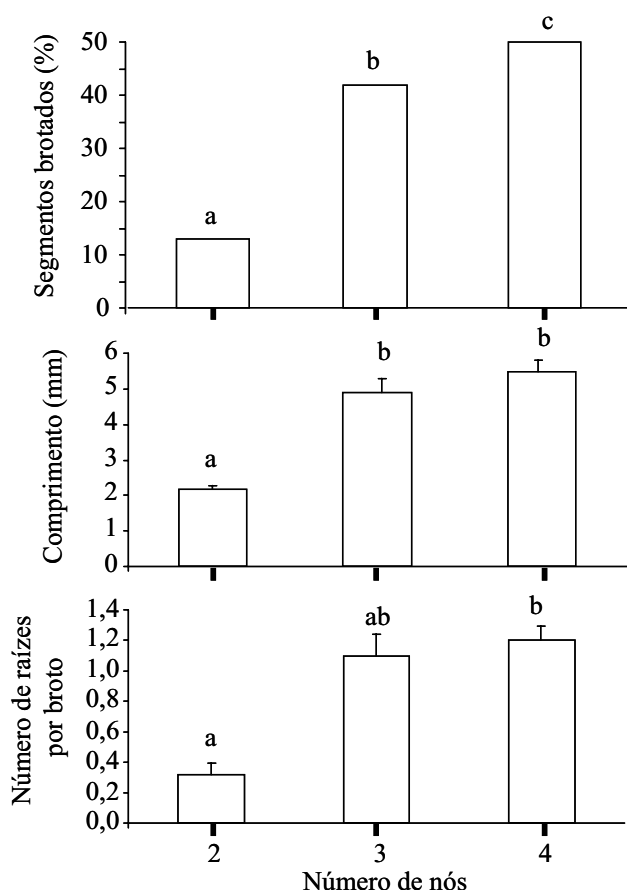 Segmentos brotados (%)
50
40
30
20
10
0
a
b
c
Comprimento (mm)
6
5
4
3
2
1
0
a
b
b
Número de raízes
por broto
1,4
1,2
1,0
0,8
0,6
0,4
0,2
0,0
a
ab
b
2
3
4
Número de nós